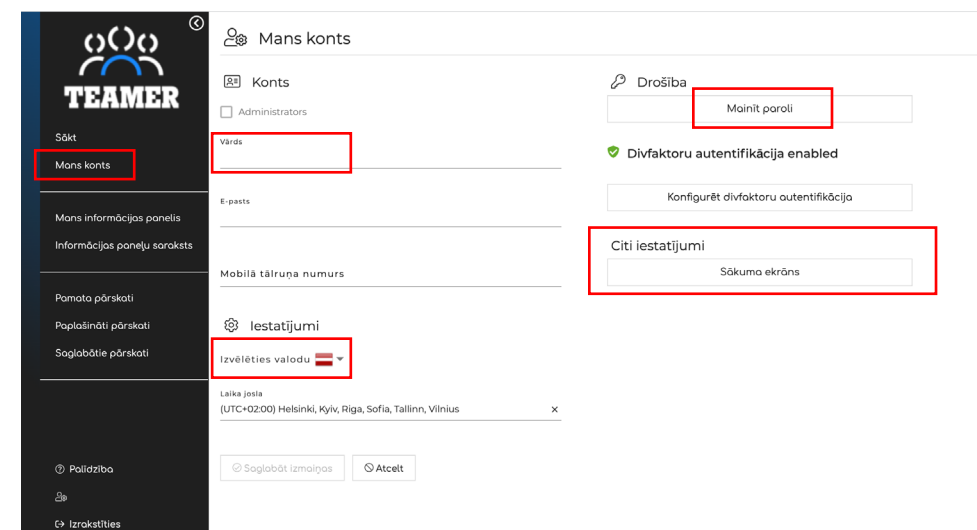 TEAMER
Sākt
Mans konts
Mans informācijas panelis
Informācijas paneļu saraksts
Pamata pārskati
Paplašināti pārskati
Saglabātie pārskati
Palīdzība
Izrakstīties
Mans konts
Konts
Administrators
Vārds
E-pasts
Mobilā tālruņa numurs
Iestatījumi
Izvēlēties valodu
Laika josla
(UTC+02:00) Helsinki, Kyiv, Riga, Sofia, Tallinn, Vilnius
Saglabāt izmaiņas Atcelt
Drošība
Mainīt paroli
Divfaktoru autentifikācija enabled
Konfigurēt divfaktoru autentifikācija
Citi iestatījumi
Sākuma ekrāns